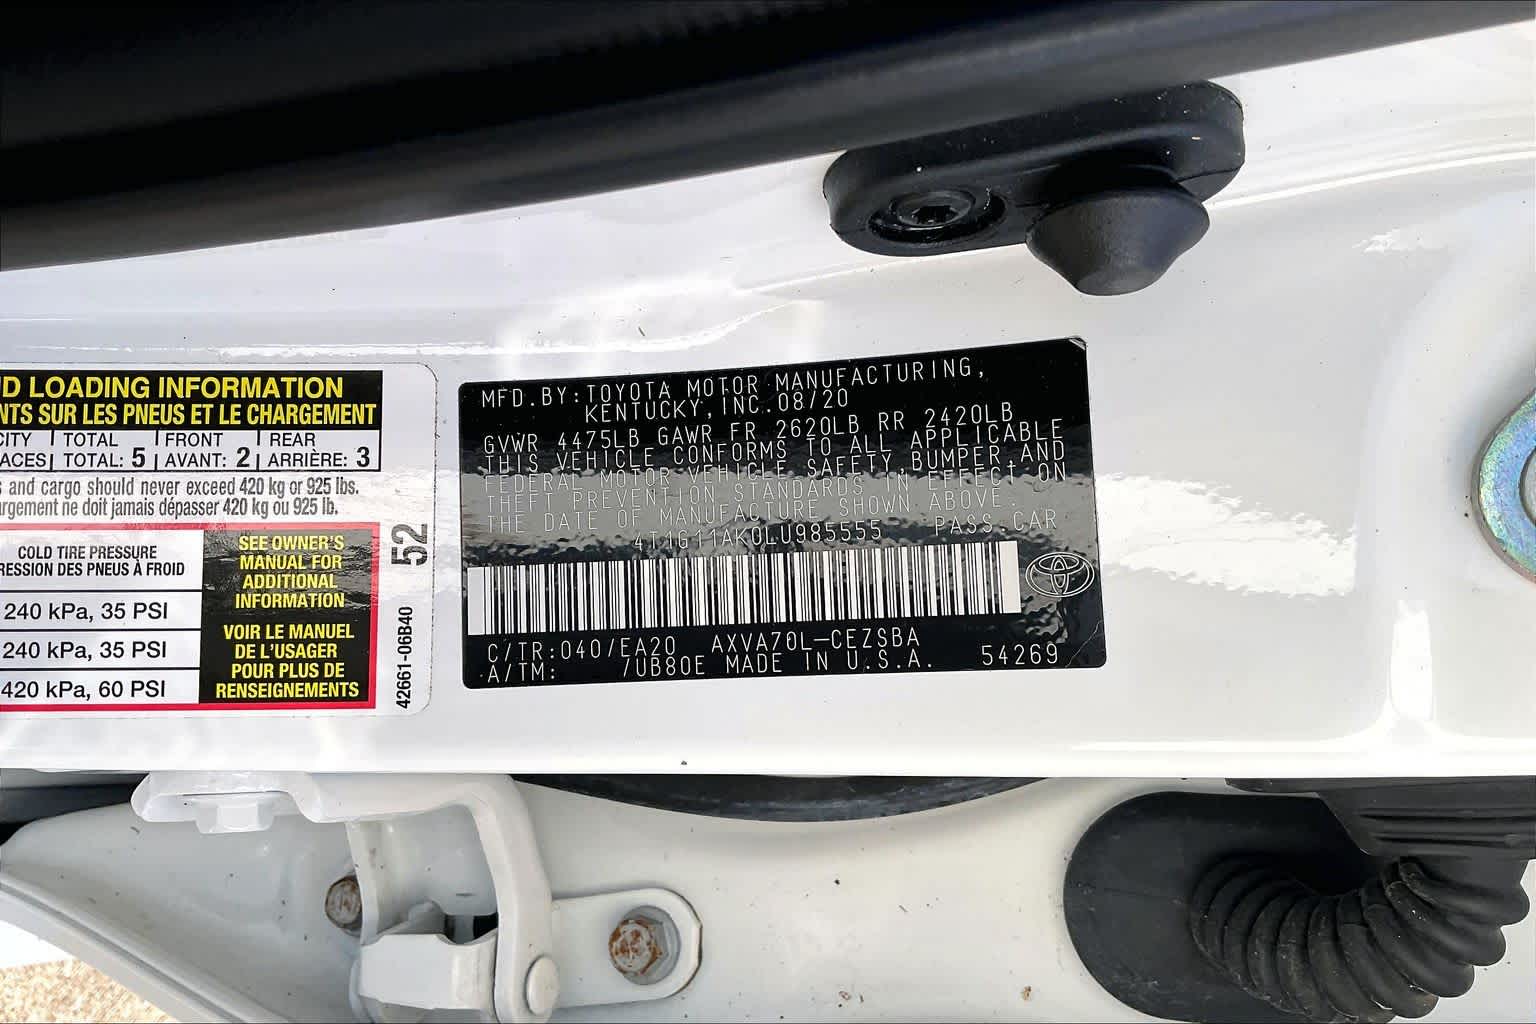 D LOADING INFORMATION
NTS SUR LES PNEUS ET LE CHARGEMENT
CITY TOTAL FRONT REAR
ACES TOTAL: 5 AVANT: 2 ARRIÈRE: 3
s and cargo should never exceed 420 kg or 925 lbs.
rgement ne doit jamais dépasser 420 kg ou 925 lb.
COLD TIRE PRESSURE
RESSION DES PNEUS À FROID
240 kPa, 35 PSI
240 kPa, 35 PSI
420 kPa, 60 PSI
SEE OWNER'S
MANUAL FOR
ADDITIONAL
INFORMATION
VOIR LE MANUEL
DE L'USAGER
POUR PLUS DE
RENSEIGNEMENTS
52
42661-06B40
MFD.BY:TOYOTA MOTOR MANUFACTURING,
KENTUCKY,INC.08/20
GVWR 4475LB GAWR FR 2620LB RR 2420LB
THIS VEHICLE CONFORMS TO ALL APPLICABLE
FEDERAL MOTOR VEHICLE SAFETY,BUMPER AND
THEFT PREVENTION STANDARDS IN EFFECT ON
THE DATE OF MANUFACTURE SHOWN ABOVE.
4T1G11AK0LU985555 PASS.CAR
C/TR:040/EA20 AXVA70L-CEZSBA
A/TM: /UB80E MADE IN U.S.A. 54269